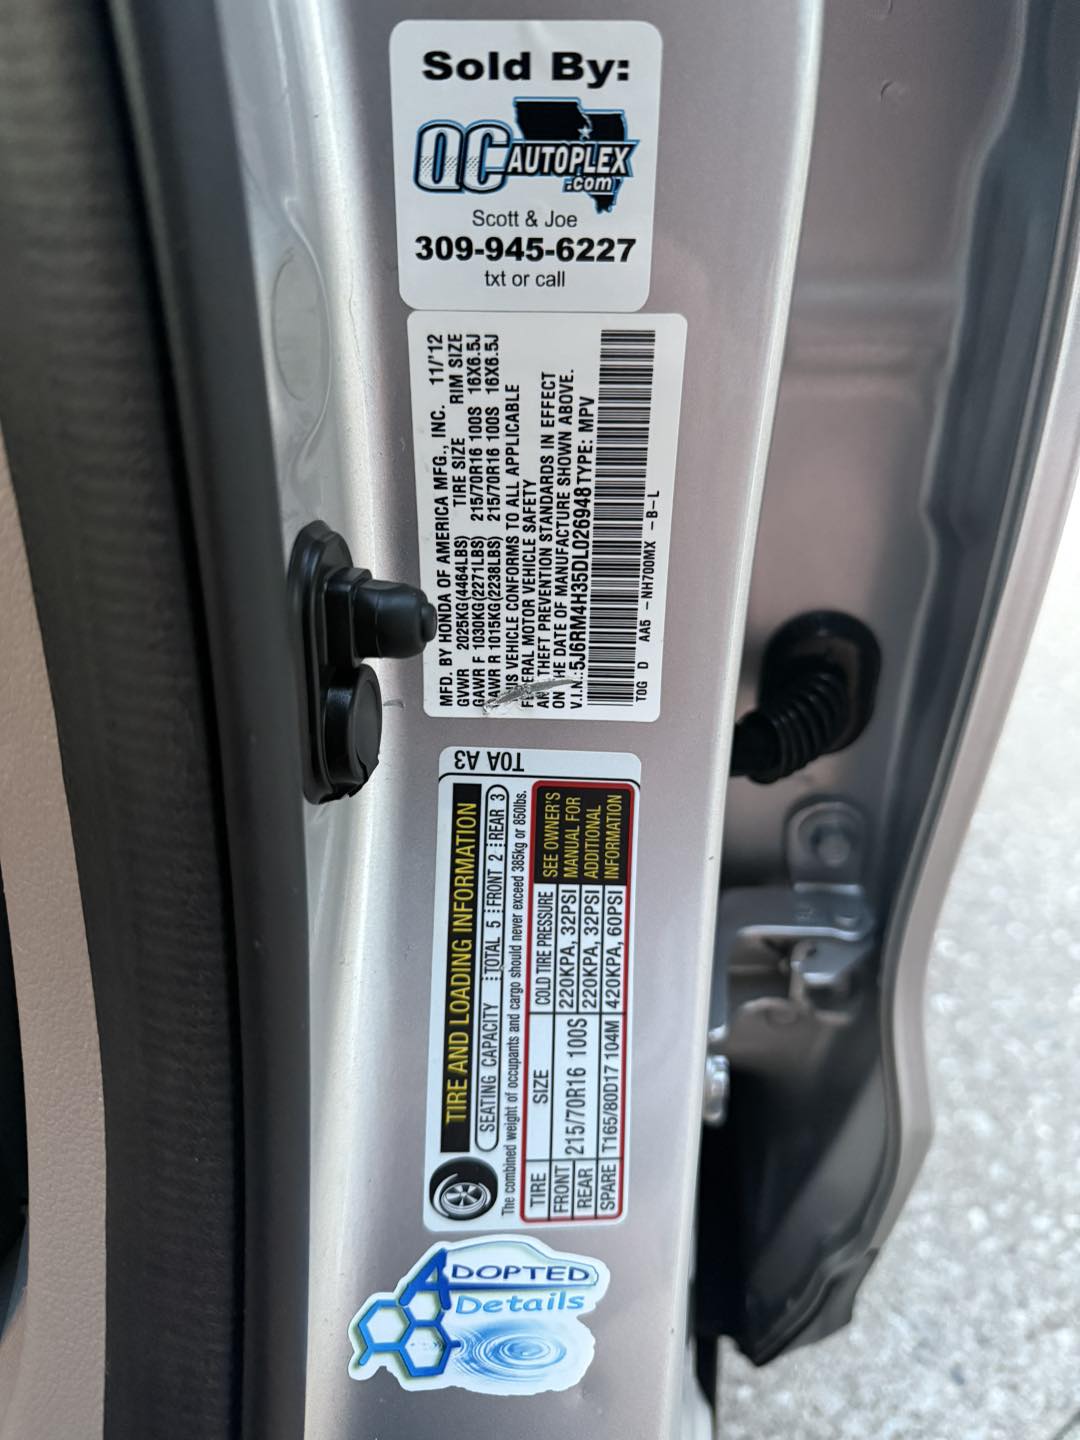 Sold By:
QC AUTOPLEX
.com
Scott & Joe
309-945-6227
txt or call
MFD. BY HONDA OF AMERICA MFG., INC. 11/'12
GVWR 2025KG(4464LBS) TIRE SIZE RIM SIZE
GAWR F 1030KG(2271LBS) 215/70R16 100S 16X6.5J
GAWR R 1015KG(2238LBS) 215/70R16 100S 16X6.5J
IS VEHICLE CONFORMS TO ALL APPLICABLE
FEDERAL MOTOR VEHICLE SAFETY
AND THEFT PREVENTION STANDARDS IN EFFECT
ON THE DATE OF MANUFACTURE SHOWN ABOVE.
V.I.N.:5J6RM4H35DL026948 TYPE: MPV
T0G D AA5 -NH700MX -B-L
T0A A3
TIRE AND LOADING INFORMATION
SEATING CAPACITY TOTAL 5 FRONT 2 REAR 3
The combined weight of occupants and cargo should never exceed 385kg or 850lbs.
TIRE SIZE COLD TIRE PRESSURE
FRONT 215/70R16 100S 220KPA, 32PSI
REAR 220KPA, 32PSI
SPARE T165/80D17 104M 420KPA, 60PSI
SEE OWNER'S
MANUAL FOR
ADDITIONAL
INFORMATION
ADOPTED
Details